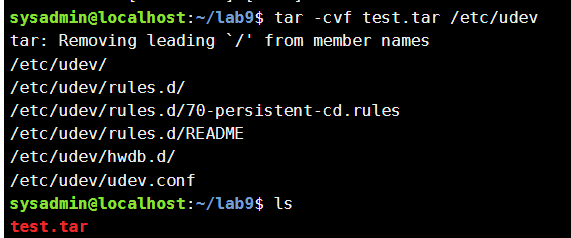 sysadmin@localhost:~/lab9$ tar -cvf test.tar /etc/udev
tar: Removing leading `/' from member names
/etc/udev/
/etc/udev/rules.d/
/etc/udev/rules.d/70-persistent-cd.rules
/etc/udev/rules.d/README
/etc/udev/hwdb.d/
/etc/udev/udev.conf
sysadmin@localhost:~/lab9$ ls
test.tar